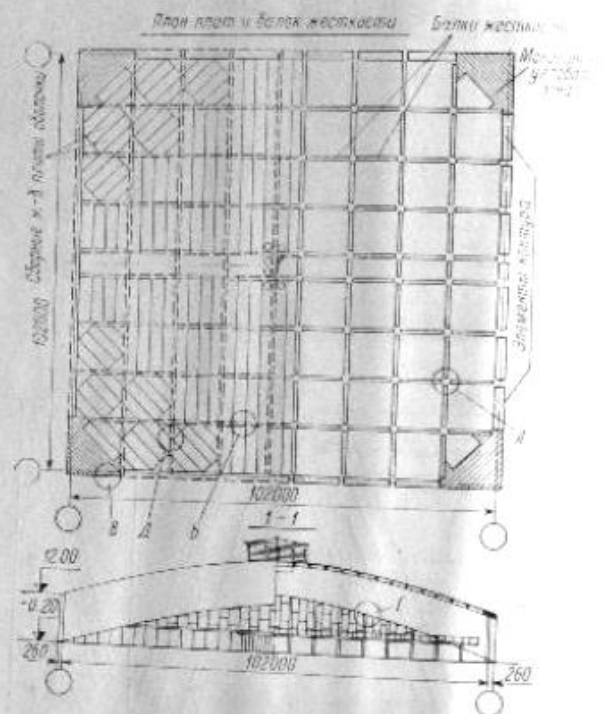 План плит и балок жесткости
Балки жесткости
Сборные ж-д плиты оболочки
102000
Элементы контура
А
В
Д
Б
102000
1-1
12.00
-0.20
260
102000
260